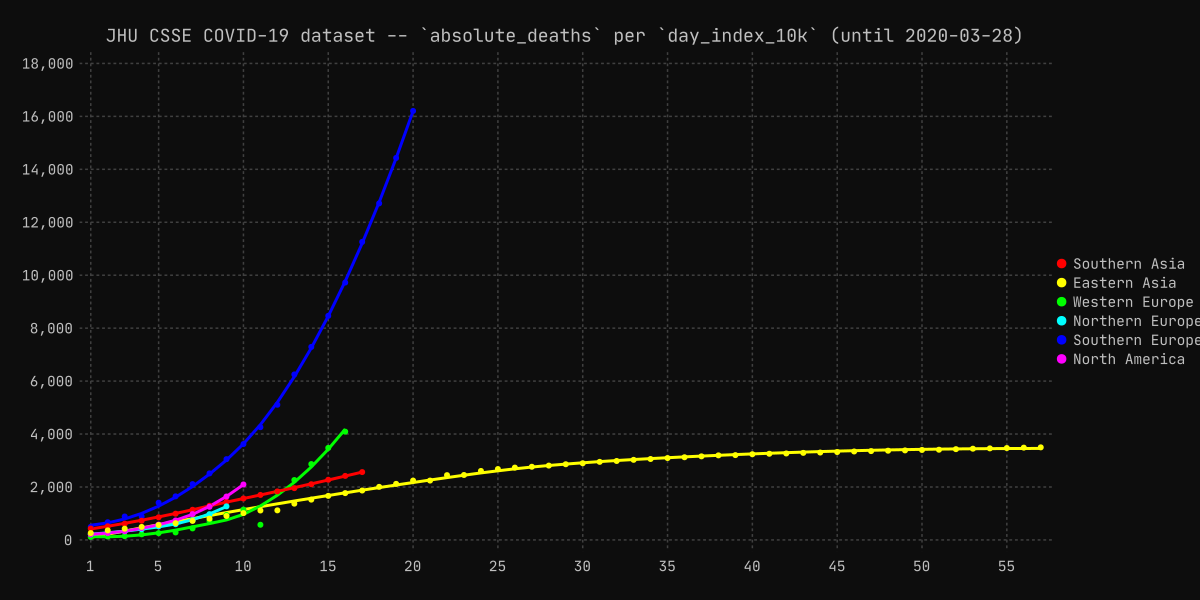 JHU CSSE COVID-19 dataset -- `absolute_deaths` per `day_index_10k` (until 2020-03-28)
18,000
16,000
14,000
12,000
10,000
8,000
6,000
4,000
2,000
0
1 5 10 15 20 25 30 35 40 45 50 55
Southern Asia
Eastern Asia
Western Europe
Northern Europe
Southern Europe
North America